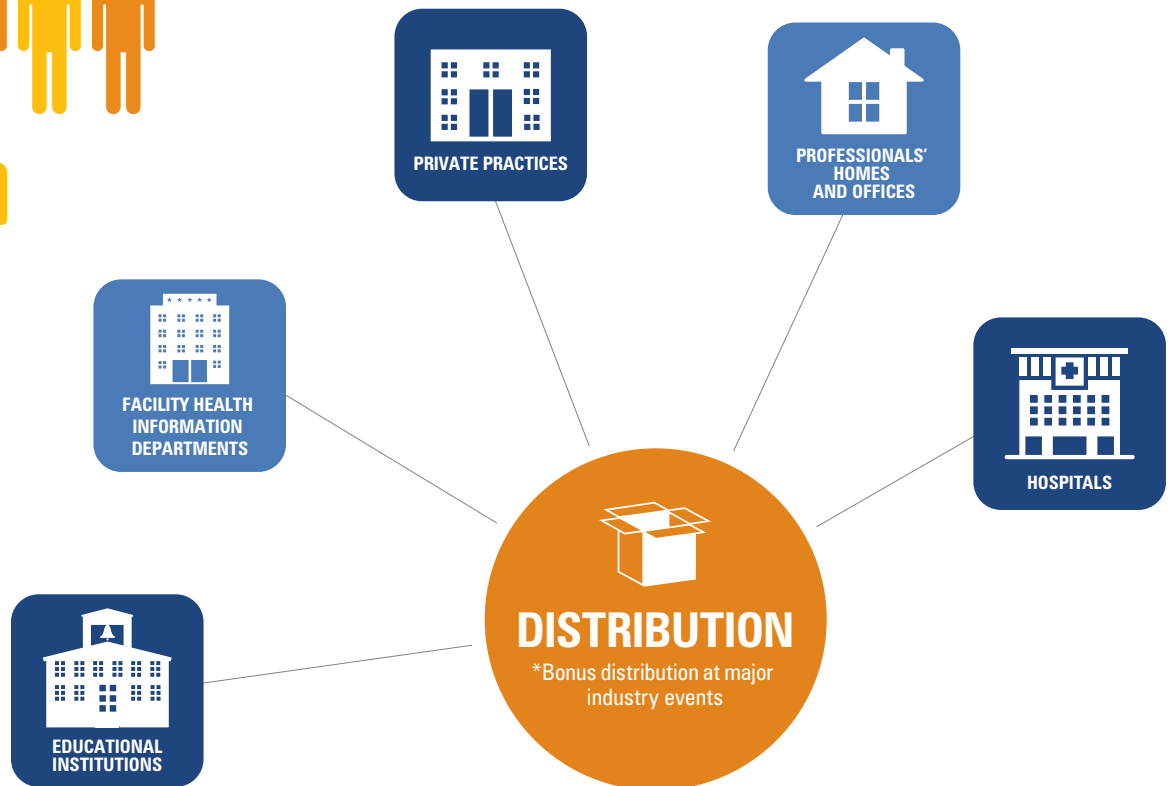 PRIVATE PRACTICES
PROFESSIONALS’
HOMES
AND OFFICES
FACILITY HEALTH
INFORMATION
DEPARTMENTS
HOSPITALS
DISTRIBUTION
*Bonus distribution at major
industry events
EDUCATIONAL
INSTITUTIONS